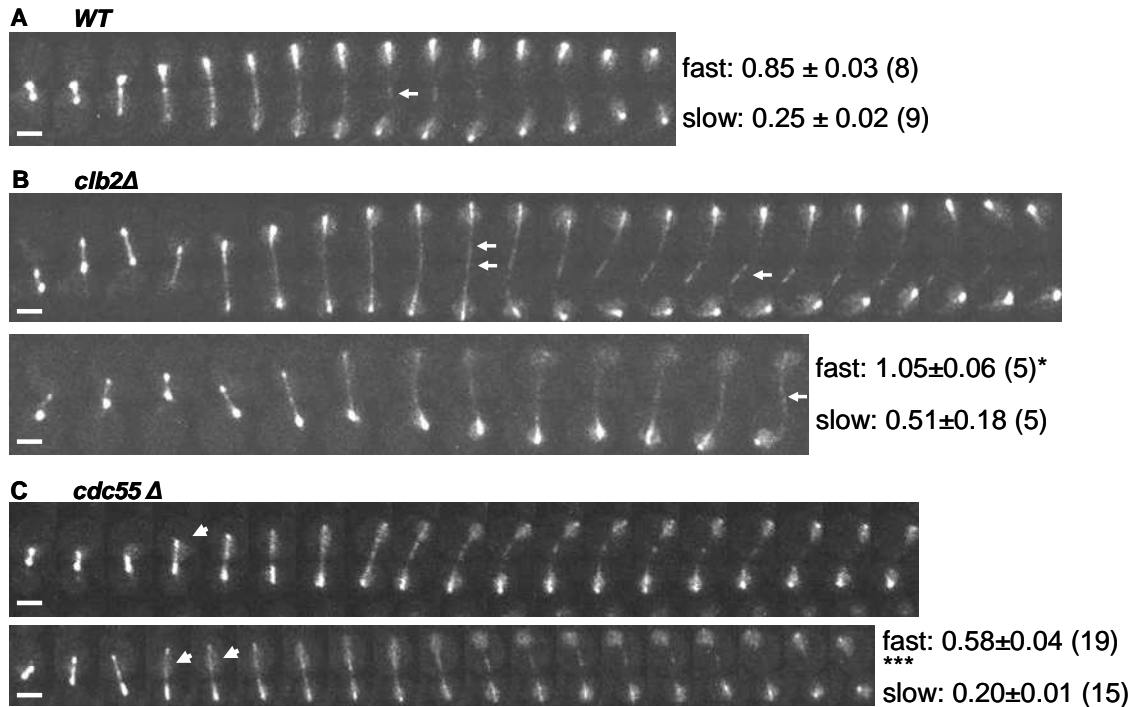 A WT
fast: 0.85 ± 0.03 (8)
slow: 0.25 ± 0.02 (9)
B clb2Δ
fast: 1.05±0.06 (5)*
slow: 0.51±0.18 (5)
C cdc55 Δ
fast: 0.58±0.04 (19)
***
slow: 0.20±0.01 (15)